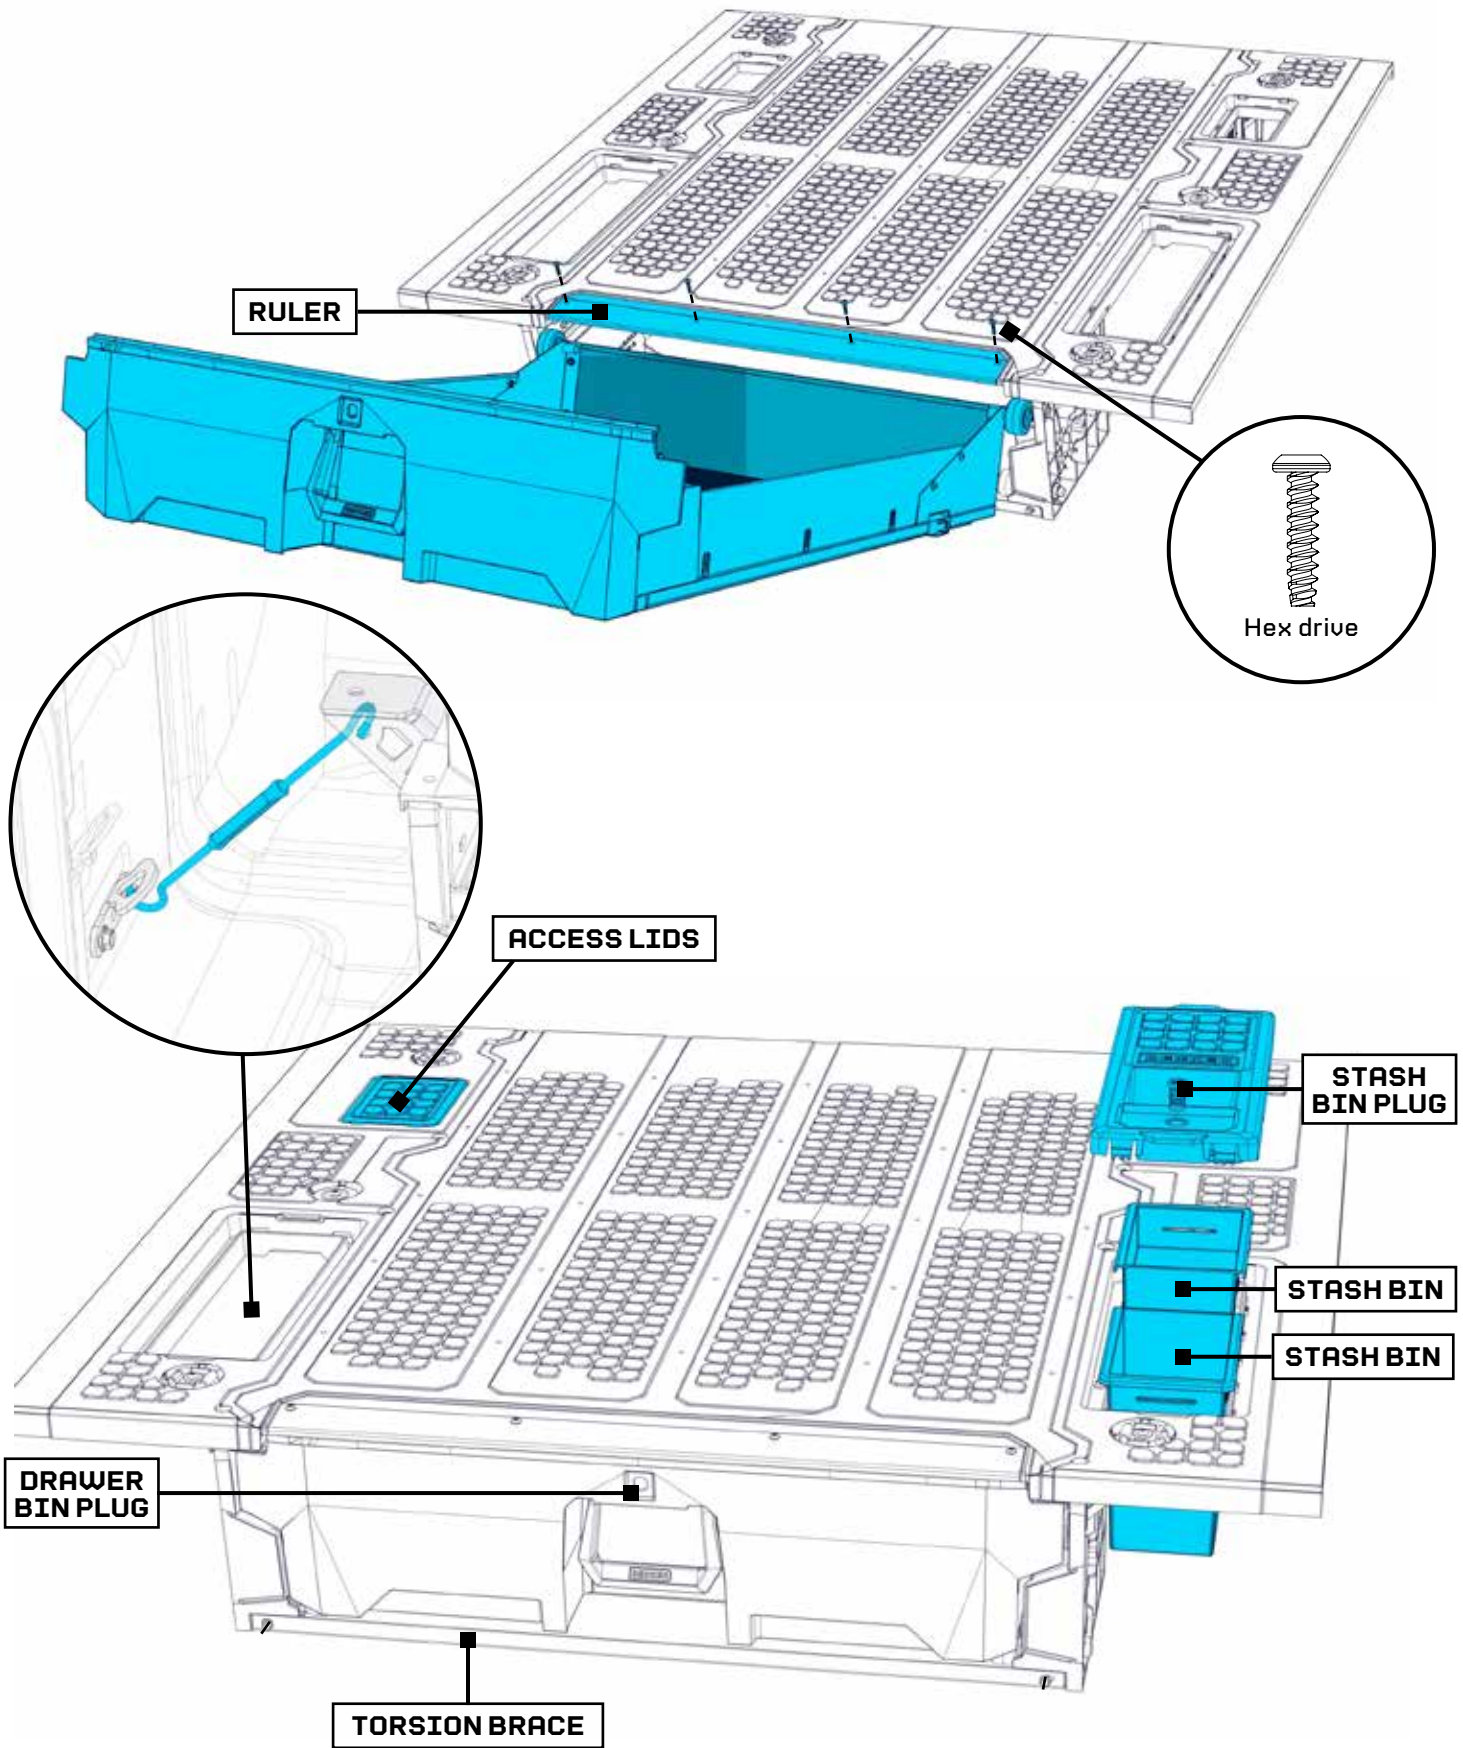 RULER
Hex drive
ACCESS LIDS
STASH
BIN PLUG
STASH BIN
STASH BIN
DRAWER
BIN PLUG
TORSION BRACE